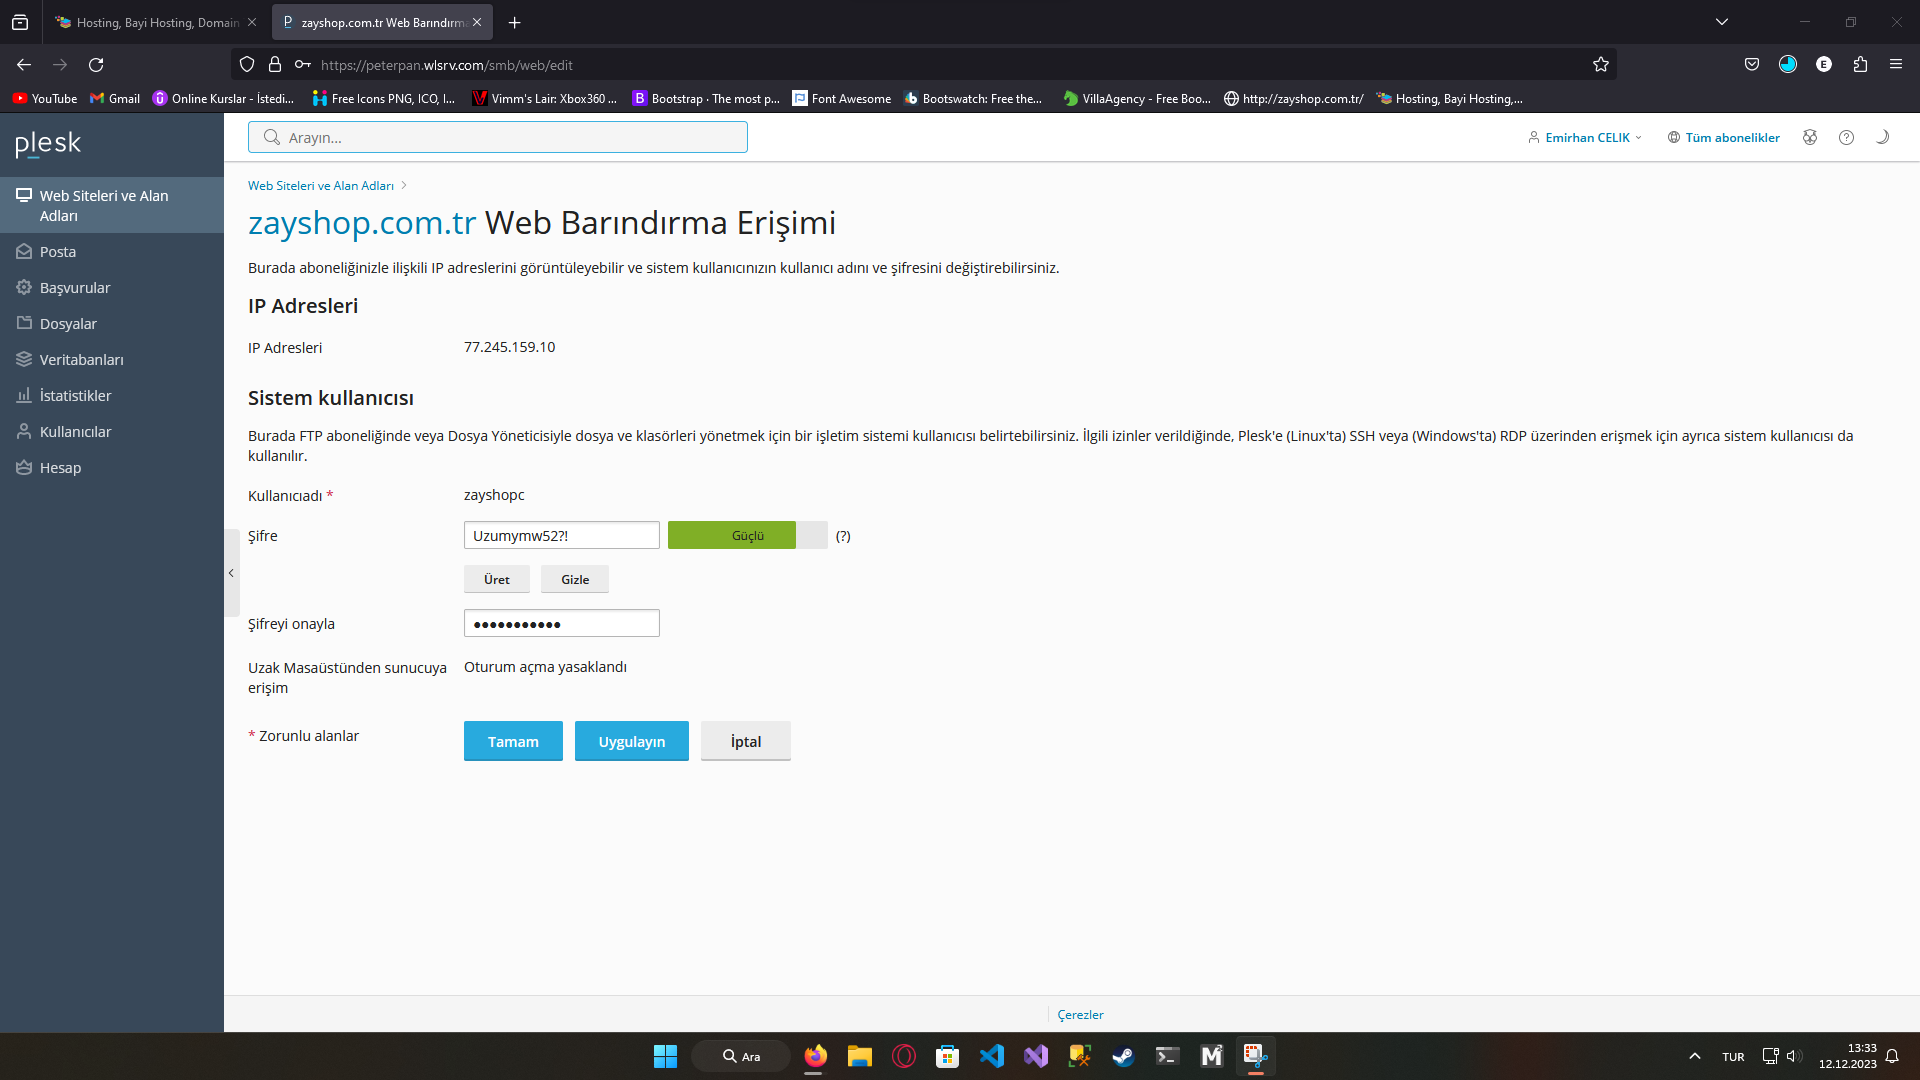 Hosting, Bayi Hosting, Domain
zayshop.com.tr Web Barındırma
https://peterpan.wlsrv.com/smb/web/edit
YouTube
Gmail
Online Kurslar - İstedi...
Free Icons PNG, ICO, I...
Vimm's Lair: Xbox360 ...
Bootstrap · The most p...
Font Awesome
Bootswatch: Free the...
VillaAgency - Free Boo...
http://zayshop.com.tr/
Hosting, Bayi Hosting,...
plesk
Arayın...
Emirhan CELIK
Tüm abonelikler
Web Siteleri ve Alan
Adları
Posta
Başvurular
Dosyalar
Veritabanları
İstatistikler
Kullanıcılar
Hesap
Web Siteleri ve Alan Adları
zayshop.com.tr Web Barındırma Erişimi
Burada aboneliğinizle ilişkili IP adreslerini görüntüleyebilir ve sistem kullanıcınızın kullanıcı adını ve şifresini değiştirebilirsiniz.
IP Adresleri
IP Adresleri 77.245.159.10
Sistem kullanıcısı
Burada FTP aboneliğinde veya Dosya Yöneticisiyle dosya ve klasörleri yönetmek için bir işletim sistemi kullanıcısı belirtebilirsiniz. İlgili izinler verildiğinde, Plesk'e (Linux'ta) SSH veya (Windows'ta) RDP üzerinden erişmek için ayrıca sistem kullanıcısı da
kullanılır.
Kullanıcıadı * zayshopc
Şifre Uzumymw52?! Güçlü (?)
Üret Gizle
Şifreyi onayla ●●●●●●●●●●●
Uzak Masaüstünden sunucuya Oturum açma yasaklandı
erişim
* Zorunlu alanlar Tamam Uygulayın İptal
Çerezler
Ara
TUR
13:33
12.12.2023